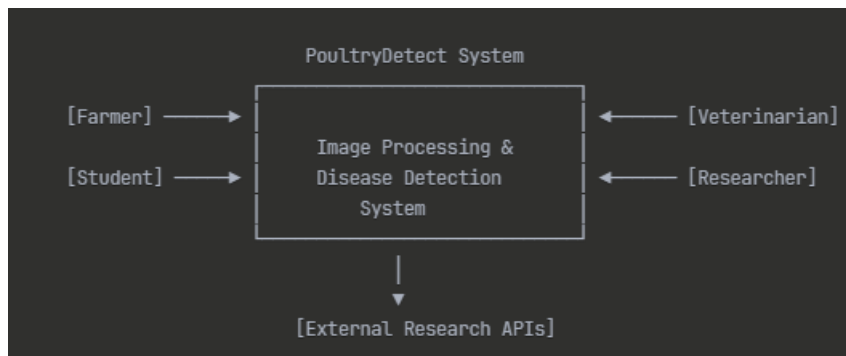 PoultryDetect System
[Farmer]
[Veterinarian]
Image Processing &
[Student]
Disease Detection
[Researcher]
System
[External Research APIs]